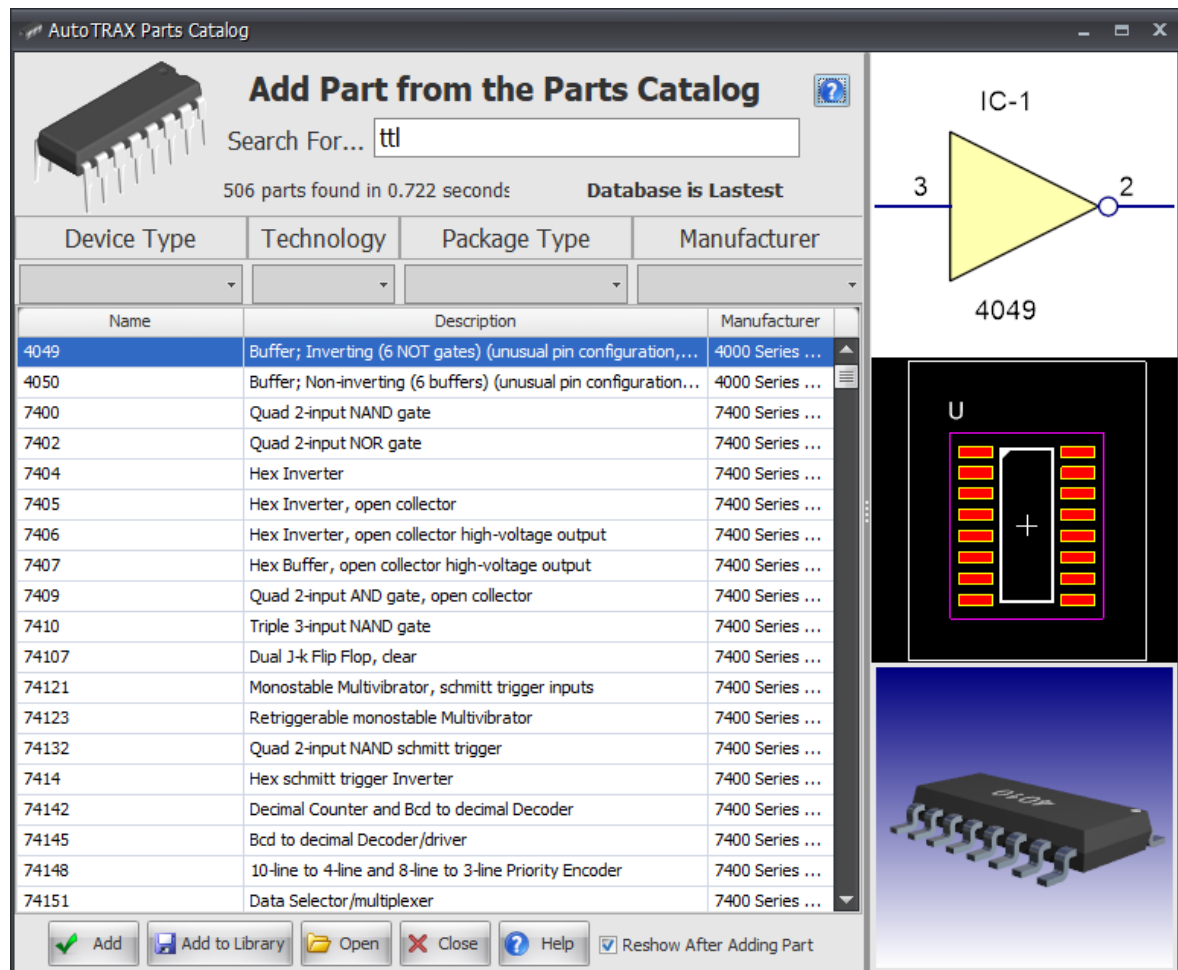 AutoTRAX Parts Catalog
Add Part from the Parts Catalog
Search For... ttl
506 parts found in 0.722 seconds Database is Lastest
Device Type Technology Package Type Manufacturer
Name Description Manufacturer
4049 Buffer; Inverting (6 NOT gates) (unusual pin configuration,... 4000 Series ...
4050 Buffer; Non-inverting (6 buffers) (unusual pin configuration... 4000 Series ...
7400 Quad 2-input NAND gate 7400 Series ...
7402 Quad 2-input NOR gate 7400 Series ...
7404 Hex Inverter 7400 Series ...
7405 Hex Inverter, open collector 7400 Series ...
7406 Hex Inverter, open collector high-voltage output 7400 Series ...
7407 Hex Buffer, open collector high-voltage output 7400 Series ...
7409 Quad 2-input AND gate, open collector 7400 Series ...
7410 Triple 3-input NAND gate 7400 Series ...
74107 Dual J-k Flip Flop, clear 7400 Series ...
74121 Monostable Multivibrator, schmitt trigger inputs 7400 Series ...
74123 Retriggerable monostable Multivibrator 7400 Series ...
74132 Quad 2-input NAND schmitt trigger 7400 Series ...
7414 Hex schmitt trigger Inverter 7400 Series ...
74142 Decimal Counter and Bcd to decimal Decoder 7400 Series ...
74145 Bcd to decimal Decoder/driver 7400 Series ...
74148 10-line to 4-line and 8-line to 3-line Priority Encoder 7400 Series ...
74151 Data Selector/multiplexer 7400 Series ...
Add Add to Library Open Close Help Reshow After Adding Part
IC-1
3 2
4049
U